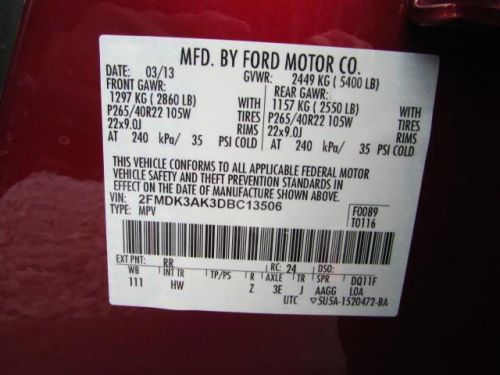 MFD. BY FORD MOTOR CO.
DATE: 03/13 GVWR: 2449 KG (5400 LB)
FRONT GAWR: REAR GAWR:
1297 KG (2860 LB) WITH 1157 KG (2550 LB) WITH
P265/40R22 105W TIRES P265/40R22 105W TIRES
22x9.0J RIMS 22x9.0J RIMS
AT 240 kPa/ 35 PSI COLD AT 240 kPa/ 35 PSI COLD
THIS VEHICLE CONFORMS TO ALL APPLICABLE FEDERAL MOTOR
VEHICLE SAFETY AND THEFT PREVENTION STANDARDS IN
EFFECT ON THE DATE OF MANUFACTURE SHOWN ABOVE.
VIN: 2FMDK3AK3DBC13506 F0089
TYPE: MPV T0116
EXT PNT: RR RC: 24 DSO:
WB INT TR TP/PS R AXLE TR SPR DQ11F
111 HW Z 3E J AAGG LOA
UTC ▽5U5A-1520472-BA